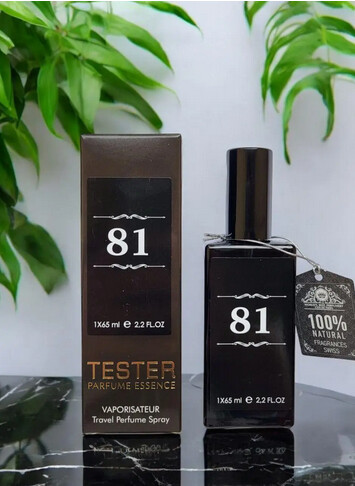 81
1X65 ml e 2.2 FL.OZ
TESTER
PARFUME ESSENCE
VAPORISATEUR
Travel Perfume Spray
81
1X65 ml e 2.2 FL.OZ
100%
NATURAL
FRAGRANCES
SWISS